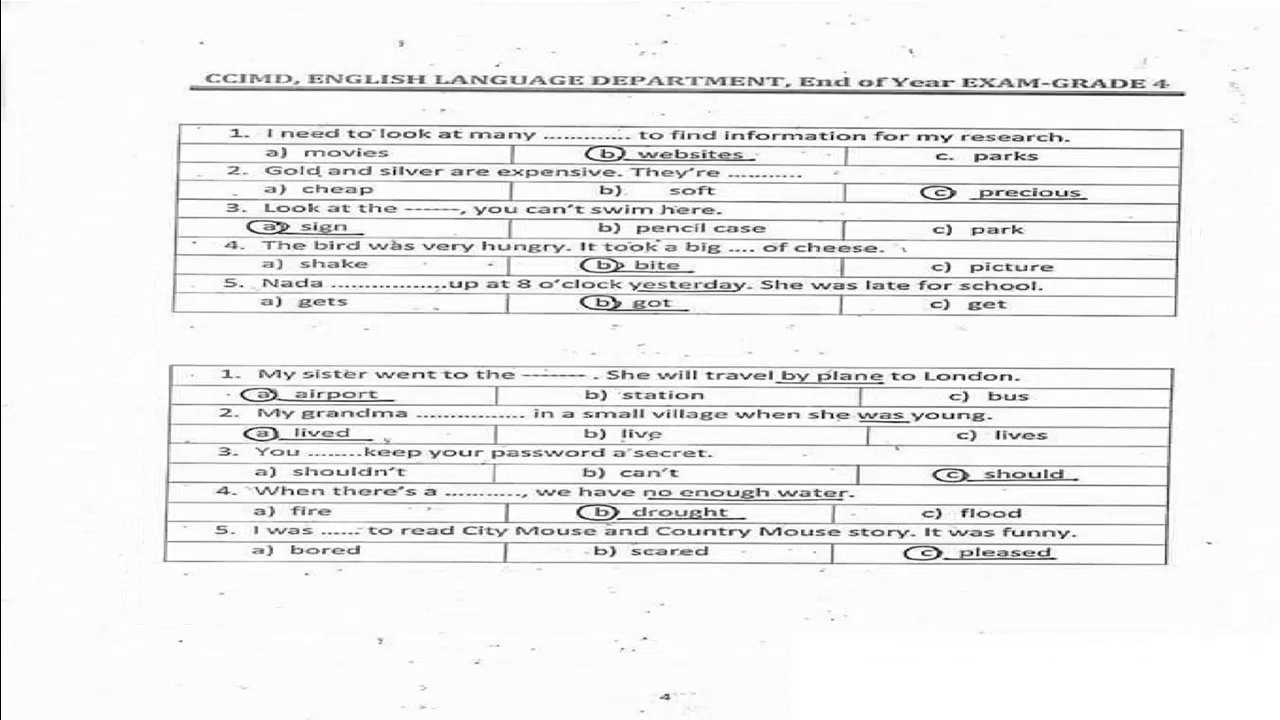 CCIMD, ENGLISH LANGUAGE DEPARTMENT, End of Year EXAM-GRADE 4
1. I need to look at many ............. to find information for my research.
a) movies b) websites c. parks
2. Gold and silver are expensive. They're ...........
a) cheap b) soft c) precious
3. Look at the ------, you can't swim here.
a) sign b) pencil case c) park
4. The bird was very hungry. It took a big .... of cheese.
a) shake b) bite c) picture
5. Nada .................up at 8 o'clock yesterday. She was late for school.
a) gets b) got c) get
1. My sister went to the ------- . She will travel by plane to London.
a) airport b) station c) bus
2. My grandma ................ in a small village when she was young.
a) lived b) live c) lives
3. You ........keep your password a secret.
a) shouldn't b) can't c) should
4. When there's a ..........., we have no enough water.
a) fire b) drought c) flood
5. I was ...... to read City Mouse and Country Mouse story. It was funny.
a) bored b) scared c) pleased
4